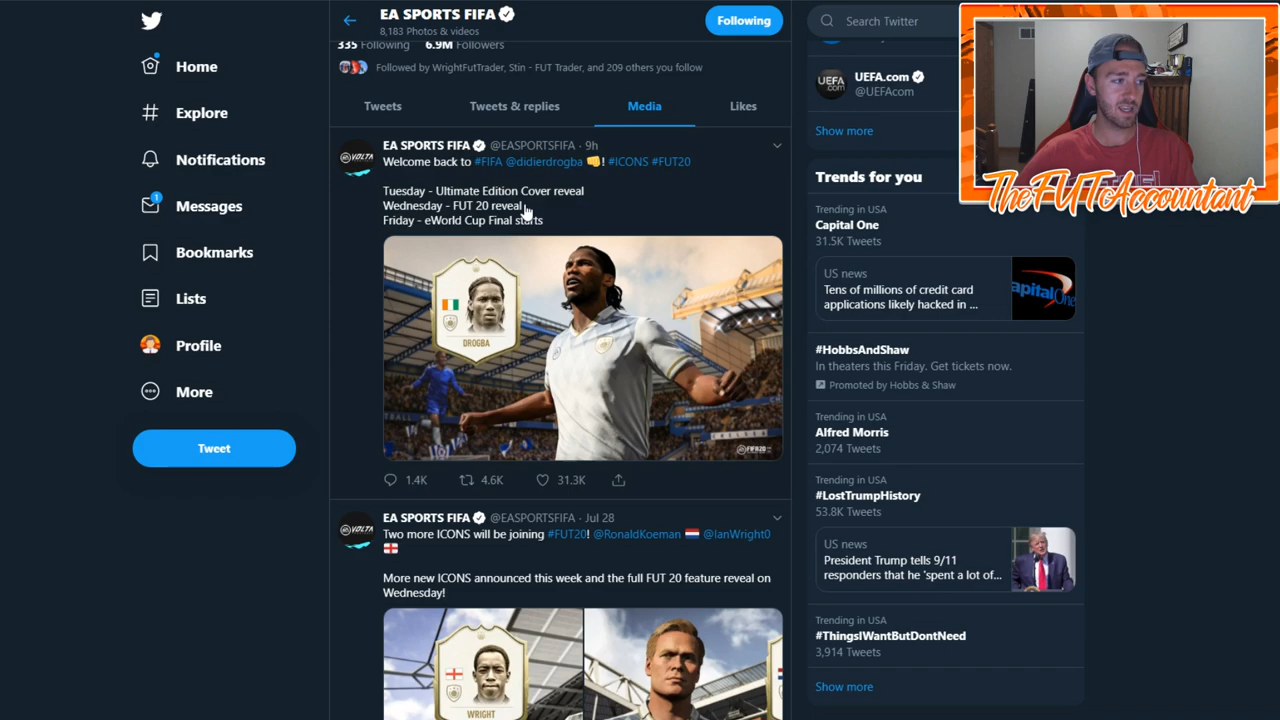 EA SPORTS FIFA
8,183 Photos & videos
Following
Search Twitter
335 Following 6.9M Followers
Followed by WrightFutTrader, Stin - FUT Trader, and 209 others you follow
Tweets
Tweets & replies
Media
Likes
Home
Explore
Notifications
1
Messages
Bookmarks
Lists
Profile
More
Tweet
EA SPORTS FIFA @EASPORTSFIFA · 9h
Welcome back to #FIFA @didierdrogba 👊! #ICONS #FUT20
Tuesday - Ultimate Edition Cover reveal
Wednesday - FUT 20 reveal
Friday - eWorld Cup Final starts
VOLTA
DROGBA
FIFA20
1.4K
4.6K
31.3K
EA SPORTS FIFA @EASPORTSFIFA · Jul 28
VOLTA
Two more ICONS will be joining #FUT20! @RonaldKoeman 🇳🇱 @IanWright0
🏴󠁧󠁢󠁥󠁮󠁧󠁿
More new ICONS announced this week and the full FUT 20 feature reveal on
Wednesday!
WRIGHT
UEFA.com
@UEFAcom
Show more
Trends for you
Trending in USA
Capital One
31.5K Tweets
US news
Tens of millions of credit card
applications likely hacked in ...
#HobbsAndShaw
In theaters this Friday. Get tickets now.
Promoted by Hobbs & Shaw
Trending in USA
Alfred Morris
2,074 Tweets
Trending in USA
#LostTrumpHistory
53.8K Tweets
US news
President Trump tells 9/11
responders that he 'spent a lot of...
Trending in USA
#ThingsIWantButDontNeed
3,914 Tweets
Show more
TheFUTAccountant